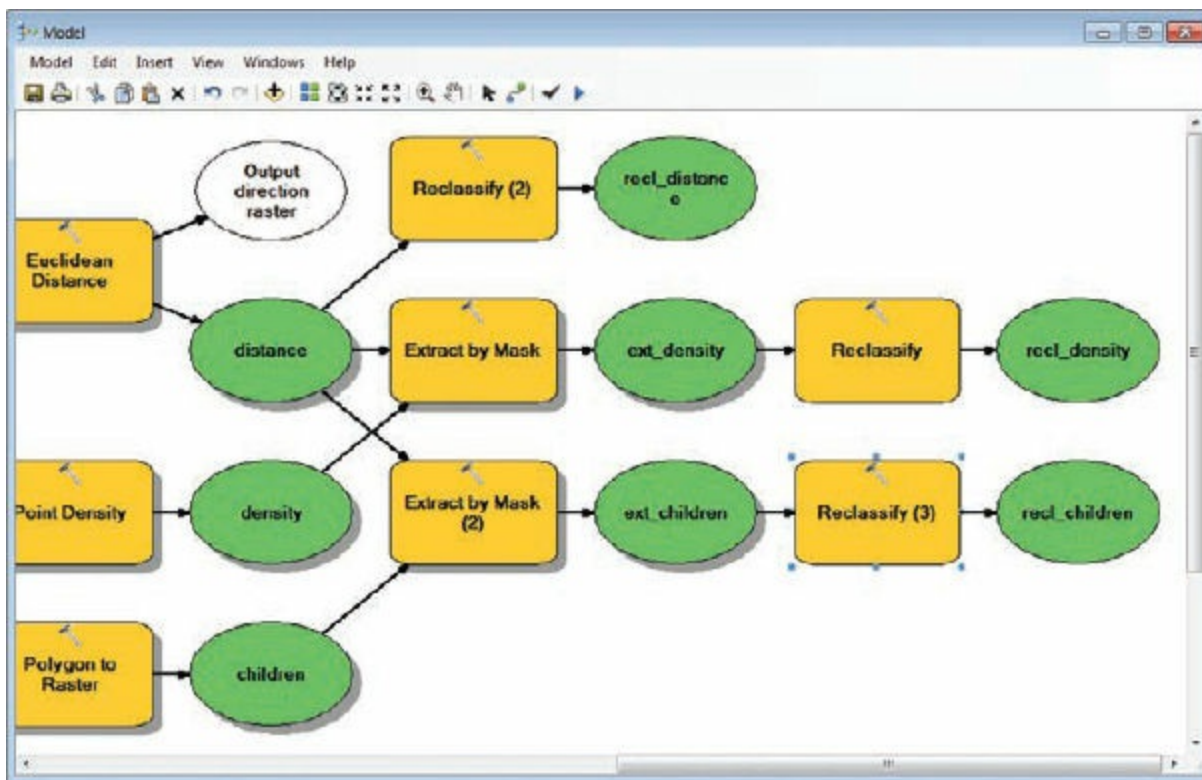 Model
Model Edit Insert View Windows Help
Output
direction
raster
Reclassify (2)
recl_distanc
e
Euclidean
Distance
distance
Extract by Mask
ext_density
Reclassify
recl_density
Point Density
density
Extract by Mask
(2)
ext_children
Reclassify (3)
recl_children
Polygon to
Raster
children